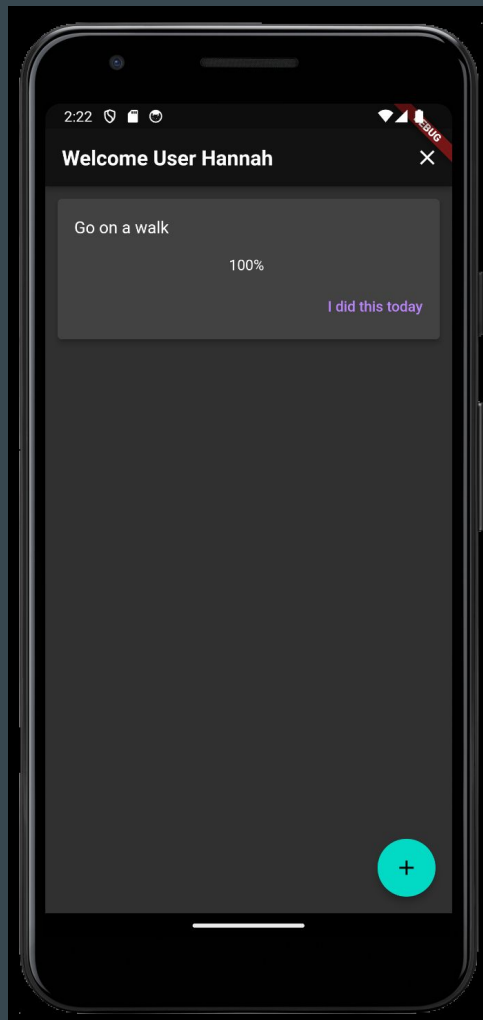 2:22
DEBUG
Welcome User Hannah
Go on a walk
100%
I did this today
+